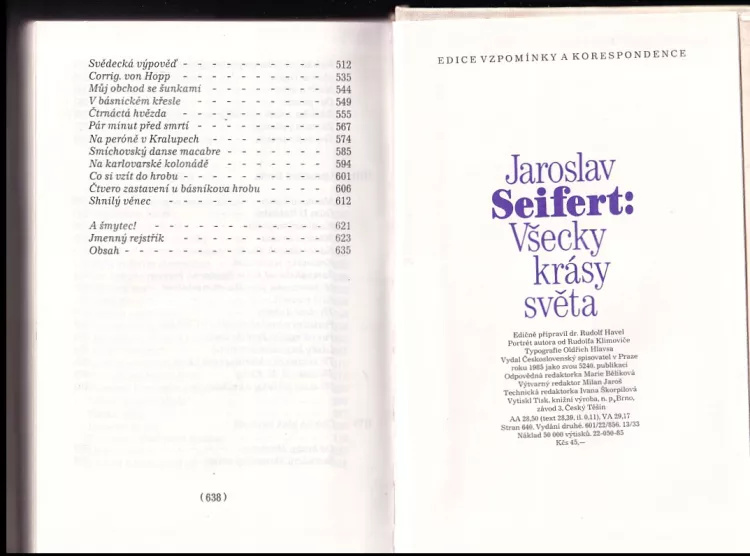 Svědecká výpověď - - - - - - - - - - 512
Corrig. von Hopp - - - - - - - - - - 535
Můj obchod se šunkami - - - - - - - - 544
V básnickém křesle - - - - - - - - - 549
Čtrnáctá hvězda - - - - - - - - - - 555
Pár minut před smrtí - - - - - - - - 567
Na peróně v Kralupech - - - - - - - - 574
Smíchovský danse macabre - - - - - - - 585
Na karlovarské kolonádě - - - - - - - 594
Co si vzít do hrobu - - - - - - - - - 601
Čtvero zastavení u básníkova hrobu - - - - 606
Shnilý věnec - - - - - - - - - - - 612
A šmytec! - - - - - - - - - - - 621
Jmenný rejstřík - - - - - - - - - - 623
Obsah - - - - - - - - - - - - - 635
(638)
EDICE VZPOMÍNKY A KORESPONDENCE
Jaroslav
Seifert:
Všecky
krásy
světa
Edičně připravil dr. Rudolf Havel
Portrét autora od Rudolfa Klimoviče
Typografie Oldřich Hlavsa
Vydal Československý spisovatel v Praze
roku 1985 jako svou 5240. publikaci
Odpovědná redaktorka Marie Bělíková
Výtvarný redaktor Milan Jaroš
Technická redaktorka Ivana Škorpilová
Vytiskl Tisk, knižní výroba, n. p., Brno,
závod 3, Český Těšín
AA 28,50 (text 28,39, il. 0,11), VA 29,17
Stran 640. Vydání druhé. 601/22/856. 13/33
Náklad 50 000 výtisků. 22-056-85
Kčs 45,—